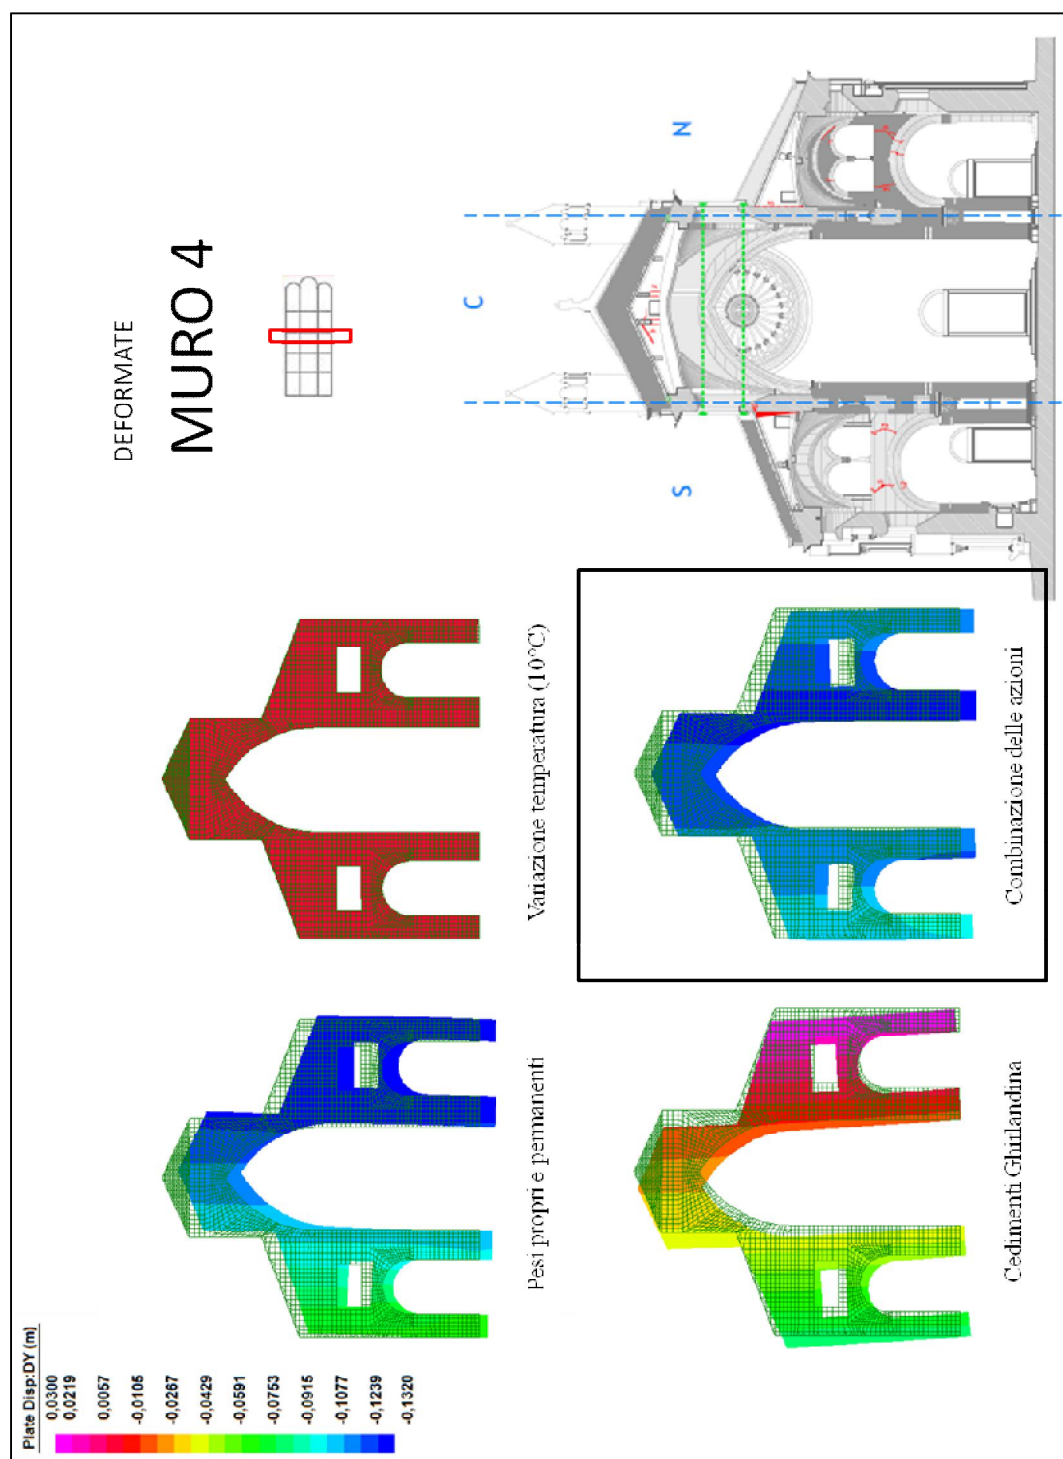 DEFORMATE
MURO 4
Plate Disp:DY (m)
0,0300
0,0219
0,0057
-0,0105
-0,0267
-0,0429
-0,0591
-0,0753
-0,0915
-0,1077
-0,1239
-0,1320
Pesi propri e permanenti
Variazione temperatura (10°C)
Cedimenti Ghirlandina
Combinazione delle azioni
S
C
N